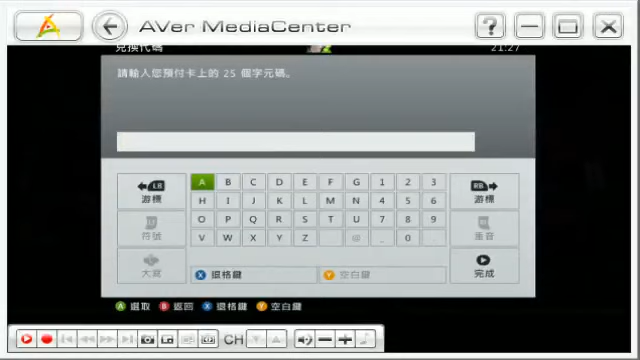 AVer MediaCenter
兌換代碼
21:27
請輸入您預付卡上的 25 個字元碼。
LB
游標
A B C D E F G 1 2 3
RB
游標
H I J K L M N 4 5 6
符號
O P Q R S T U 7 8 9
重音
V W X Y Z @ _ 0 .
大寫
X 退格鍵
Y 空白鍵
完成
A 選取 B 返回 X 退格鍵 Y 空白鍵
CH